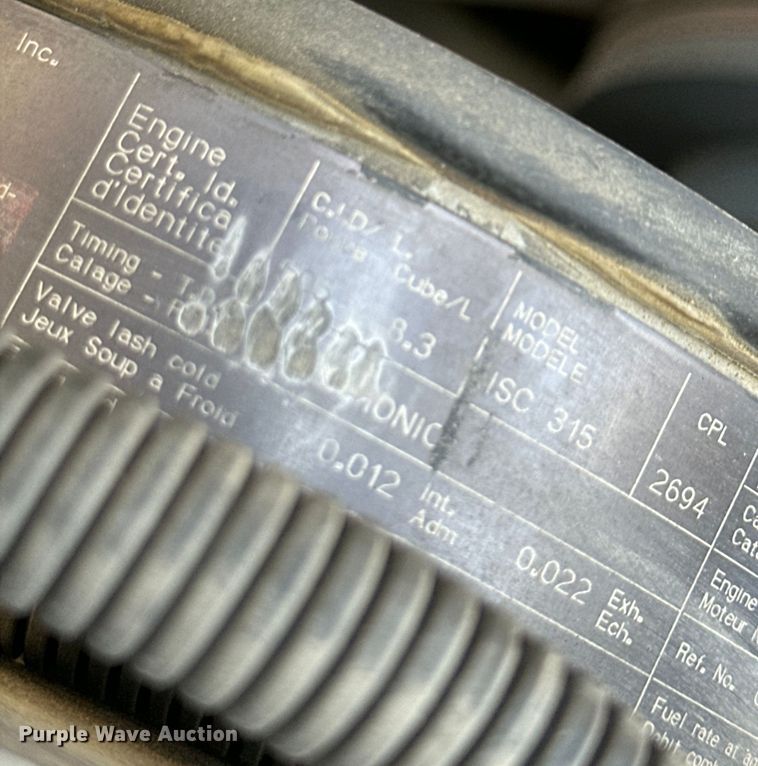 Inc.
Engine
Cert. Id.
Certifica
d'Identite
C.I.D/ L.
Cube/L
8.3
MODEL
MODELE
ISC 315
CPL
2694
Timing -
Calage -
Valve lash cold
Jeux Soup a Froid
0.012 Int.
Adm
0.022 Exh.
Ech.
Engine
Moteur
Ref. No.
Fuel rate at
Purple Wave Auction